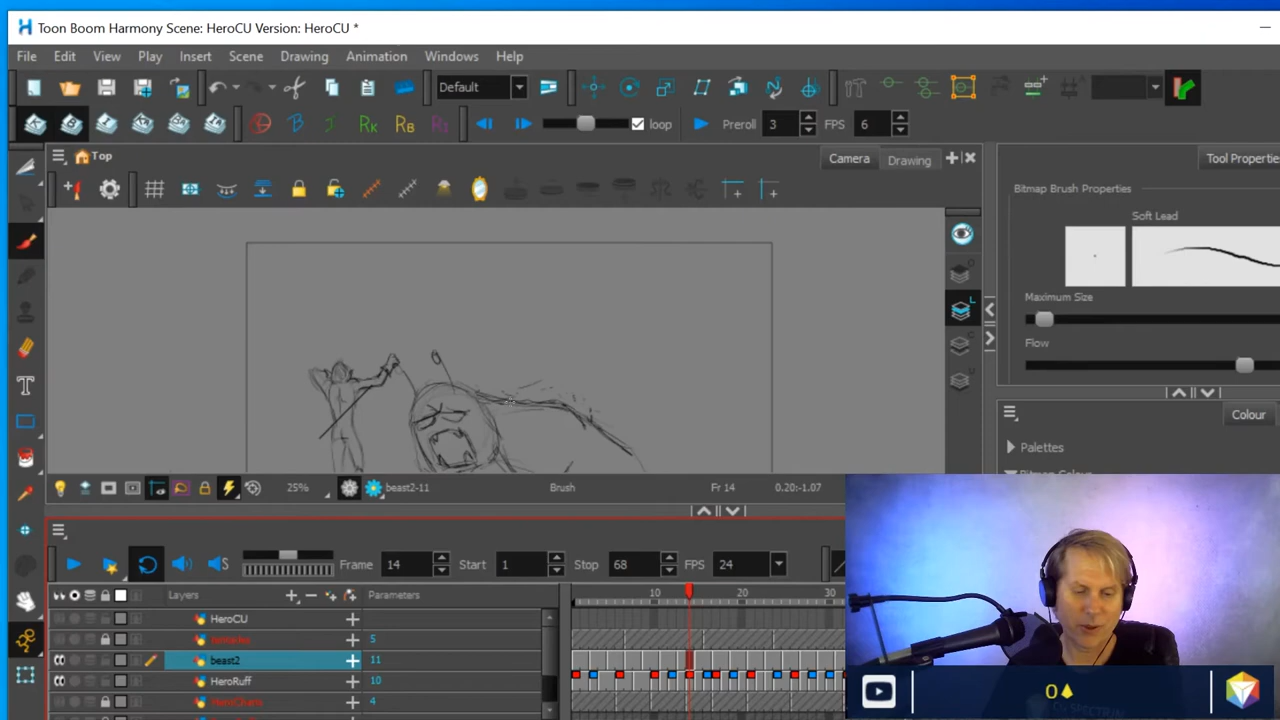 Toon Boom Harmony Scene: HeroCU Version: HeroCU *
File Edit View Play Insert Scene Drawing Animation Windows Help
Default
loop Preroll 3 FPS 6
Top Camera Drawing Tool Properties
Bitmap Brush Properties
Soft Lead
Maximum Size
Flow
25% beast2-11 Brush Fr 14 0.20:-1.07
Colour
Palettes
Frame 14 Start 1 Stop 68 FPS 24
Layers Parameters 10 20 30
HeroCU
5
beast2 11
HeroRuff 10
4
0